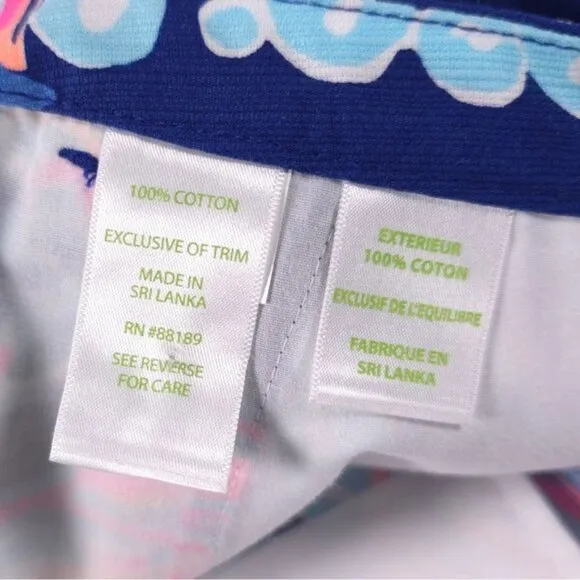 100% COTTON
EXCLUSIVE OF TRIM
MADE IN
SRI LANKA
RN #88189
SEE REVERSE
FOR CARE
EXTERIEUR
100% COTON
EXCLUSIF DE L'EQUILIBRE
FABRIQUE EN
SRI LANKA